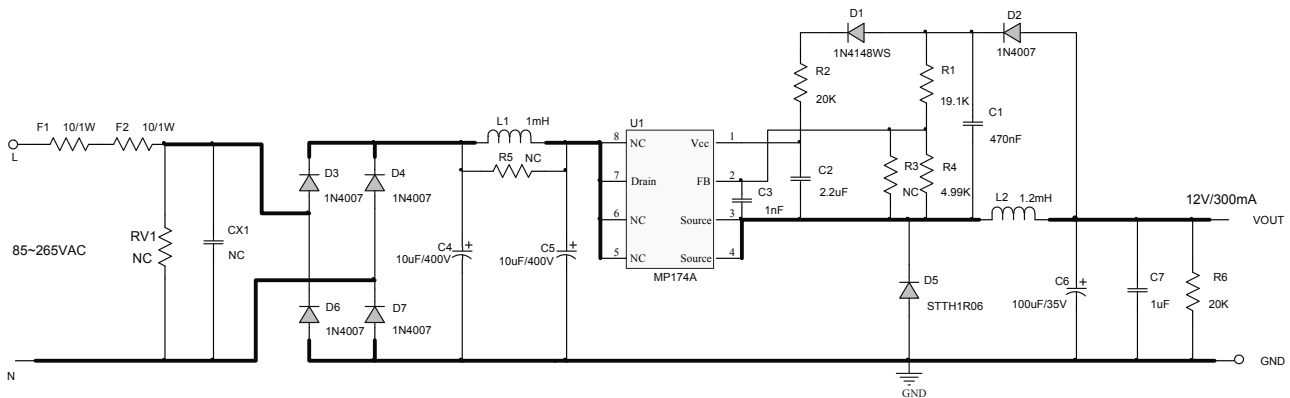 D1
D2
1N4148WS
1N4007
R2
20K
R1
19.1K
C1
470nF
F1
10/1W
F2
10/1W
L
L1
1mH
R5
NC
U1
8
NC
Vcc
1
7
Drain
FB
2
6
NC
Source
3
5
NC
Source
4
MP174A
C2
2.2uF
C3
1nF
R3
NC
R4
4.99K
L2
1.2mH
12V/300mA
VOUT
D3
1N4007
D4
1N4007
85~265VAC
RV1
NC
CX1
NC
C4
10uF/400V
+
C5
10uF/400V
+
D5
STTH1R06
C6
100uF/35V
+
C7
1uF
R6
20K
D6
1N4007
D7
1N4007
N
GND
GND